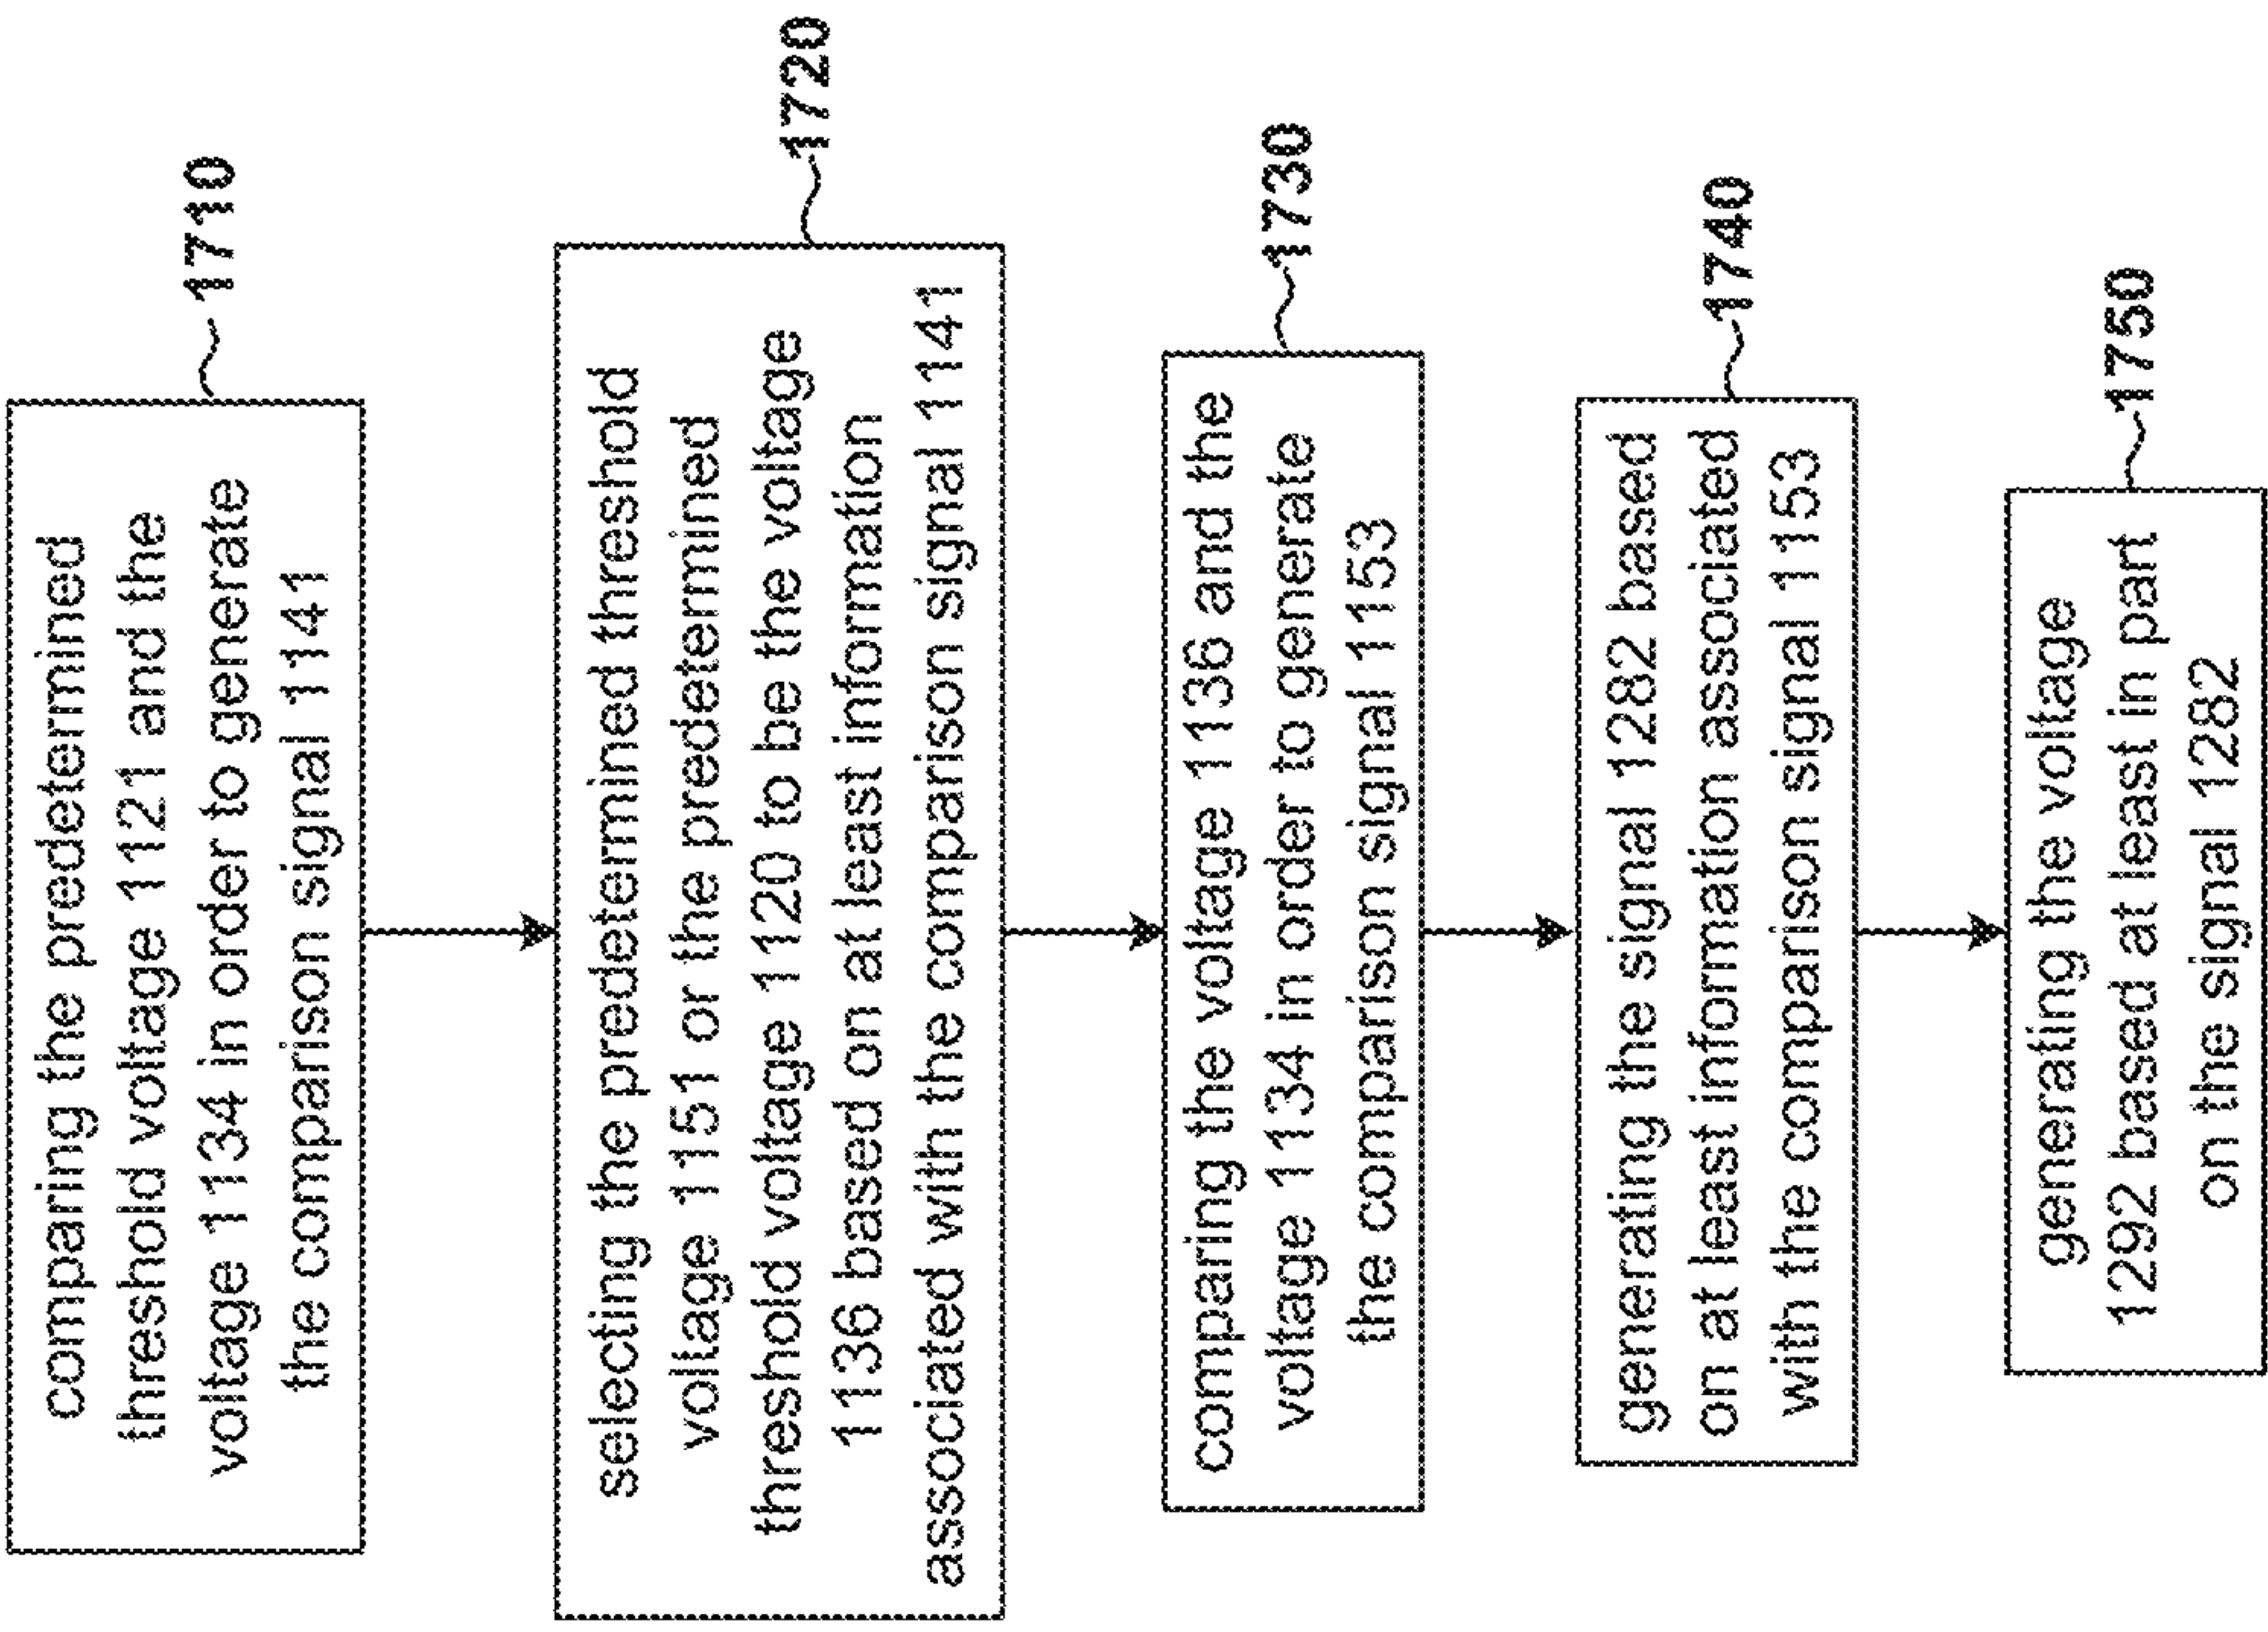 comparing the predetermined
threshold voltage 1121 and the
voltage 1134 in order to generate
the comparison signal 1141
1710
selecting the predetermined threshold
voltage 1151 or the predetermined
threshold voltage 1120 to be the voltage
1136 based on at least information
associated with the comparison signal 1141
1720
comparing the voltage 1136 and the
voltage 1134 in order to generate
the comparison signal 1153
1730
generating the signal 1282 based
on at least information associated
with the comparison signal 1153
1740
generating the voltage
1292 based at least in part
on the signal 1282
1750